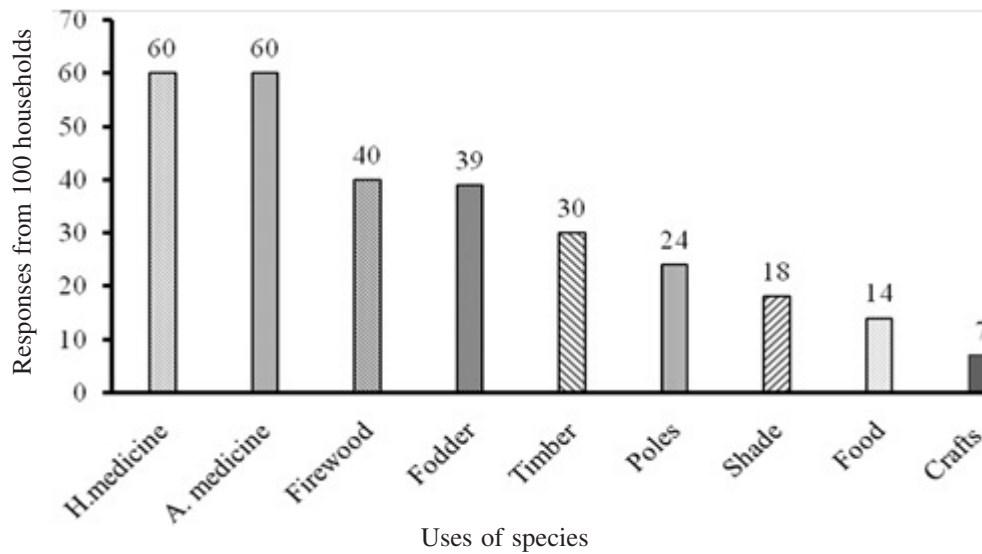 Responses from 100 households
70
60
50
40
30
20
10
0
60
60
40
39
30
24
18
14
7
H.medicine
A. medicine
Firewood
Fodder
Timber
Poles
Shade
Food
Crafts
Uses of species